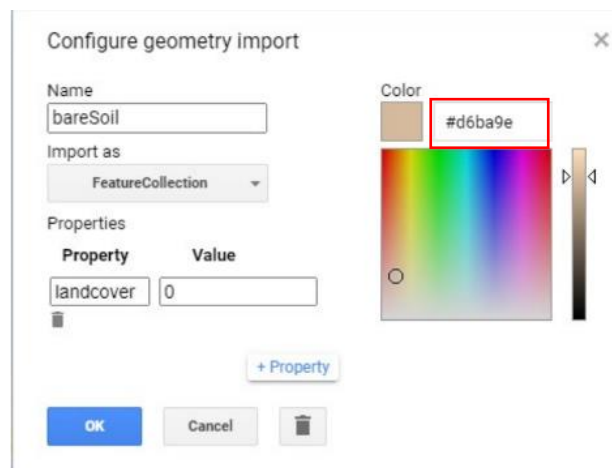 Configure geometry import
Name
bareSoil
Import as
FeatureCollection
Properties
Property Value
landcover 0
+ Property
OK Cancel
Color
#d6ba9e